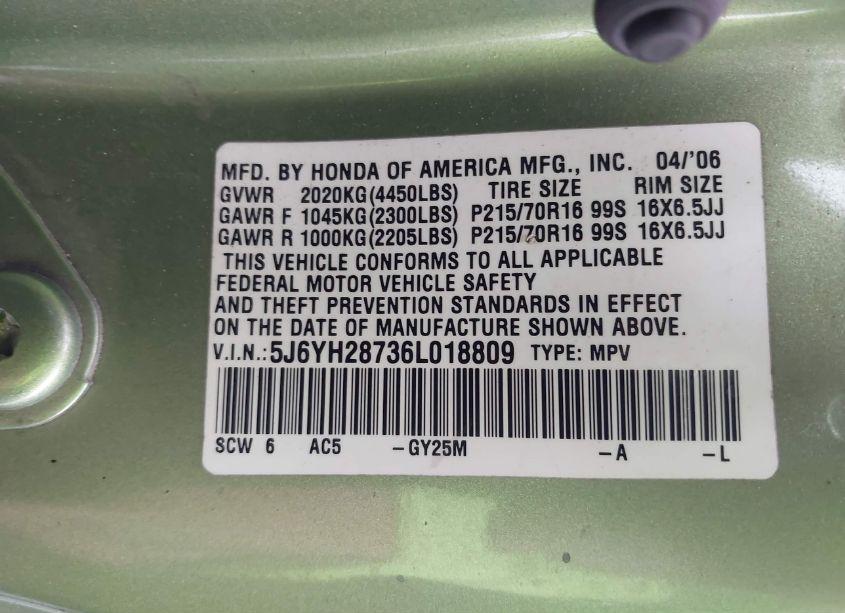 MFD. BY HONDA OF AMERICA MFG., INC. 04/'06
GVWR 2020KG(4450LBS) TIRE SIZE RIM SIZE
GAWR F 1045KG(2300LBS) P215/70R16 99S 16X6.5JJ
GAWR R 1000KG(2205LBS) P215/70R16 99S 16X6.5JJ
THIS VEHICLE CONFORMS TO ALL APPLICABLE
FEDERAL MOTOR VEHICLE SAFETY
AND THEFT PREVENTION STANDARDS IN EFFECT
ON THE DATE OF MANUFACTURE SHOWN ABOVE.
V.I.N.:5J6YH28736L018809 TYPE: MPV
SCW 6 AC5 -GY25M -A -L